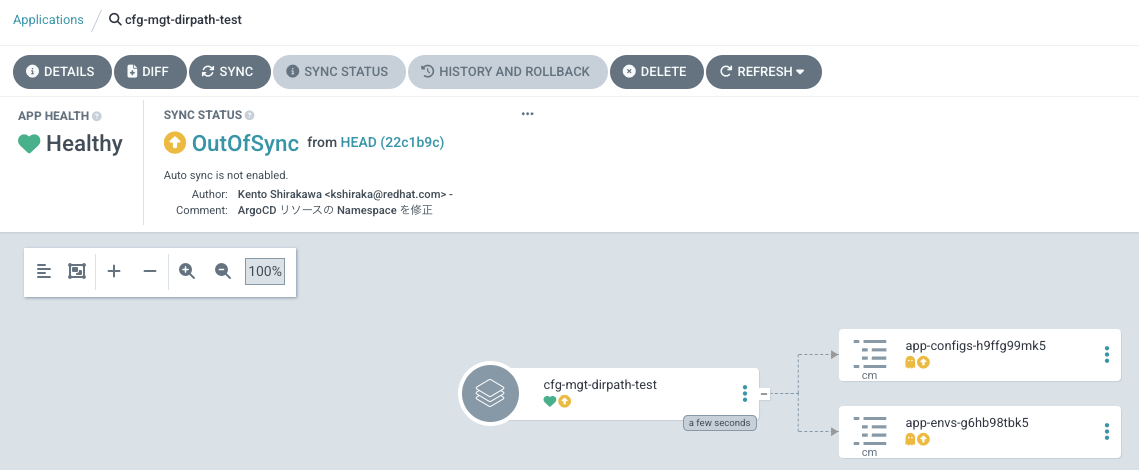 Applications / cfg-mgt-dirpath-test
DETAILS DIFF SYNC SYNC STATUS HISTORY AND ROLLBACK DELETE REFRESH
APP HEALTH
Healthy
SYNC STATUS
OutOfSync from HEAD (22c1b9c)
Auto sync is not enabled.
Author: Kento Shirakawa <kshiraka@redhat.com> -
Comment: ArgoCD リソースの Namespace を修正
100%
cfg-mgt-dirpath-test
a few seconds
app-configs-h9ffg99mk5
cm
app-envs-g6hb98tbk5
cm